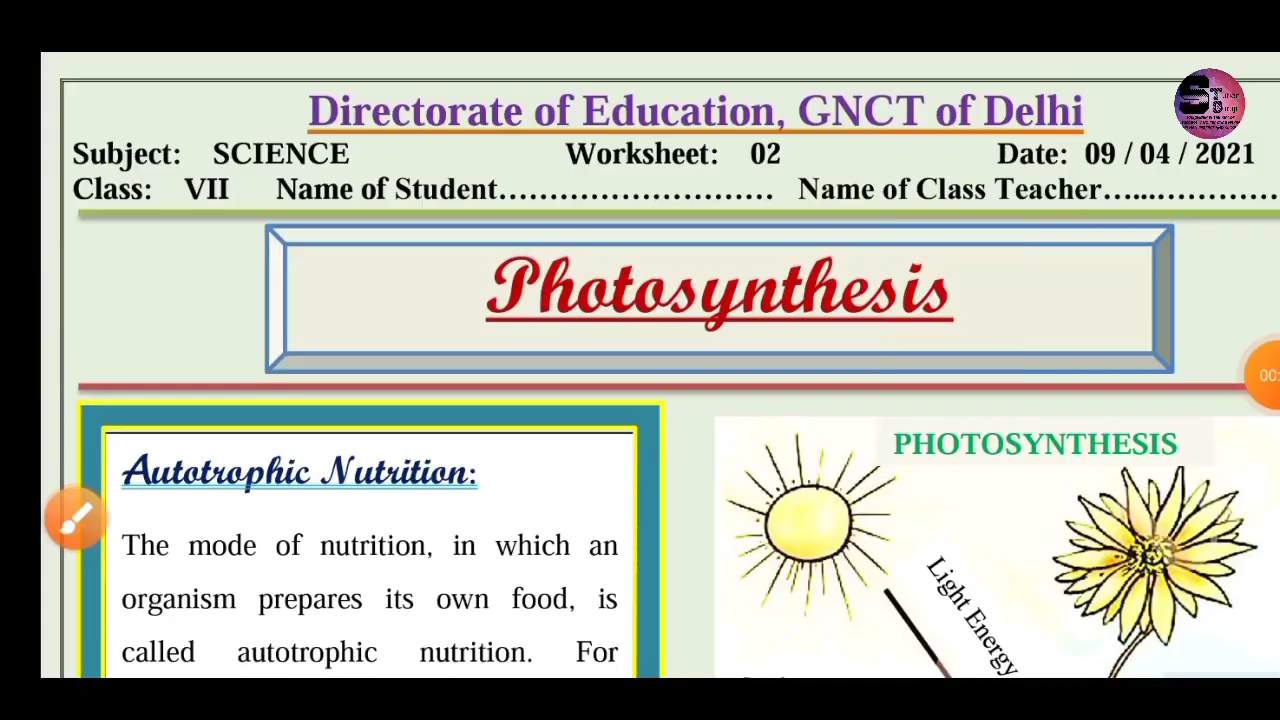 Directorate of Education, GNCT of Delhi
Subject: SCIENCE Worksheet: 02 Date: 09 / 04 / 2021
Class: VII Name of Student........................... Name of Class Teacher..................
Photosynthesis
Autotrophic Nutrition:
The mode of nutrition, in which an
organism prepares its own food, is
called autotrophic nutrition. For
PHOTOSYNTHESIS
Light Energy
00: